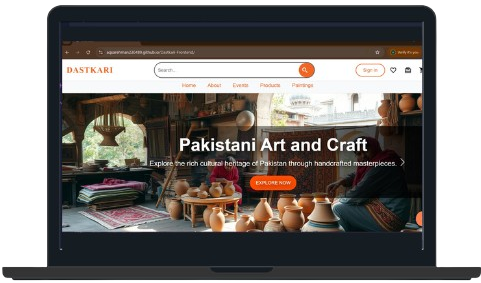 DASTKARI
Search...
Sign in
Home About Events Products Paintings
Pakistani Art and Craft
Explore the rich cultural heritage of Pakistan through handcrafted masterpieces.
EXPLORE NOW